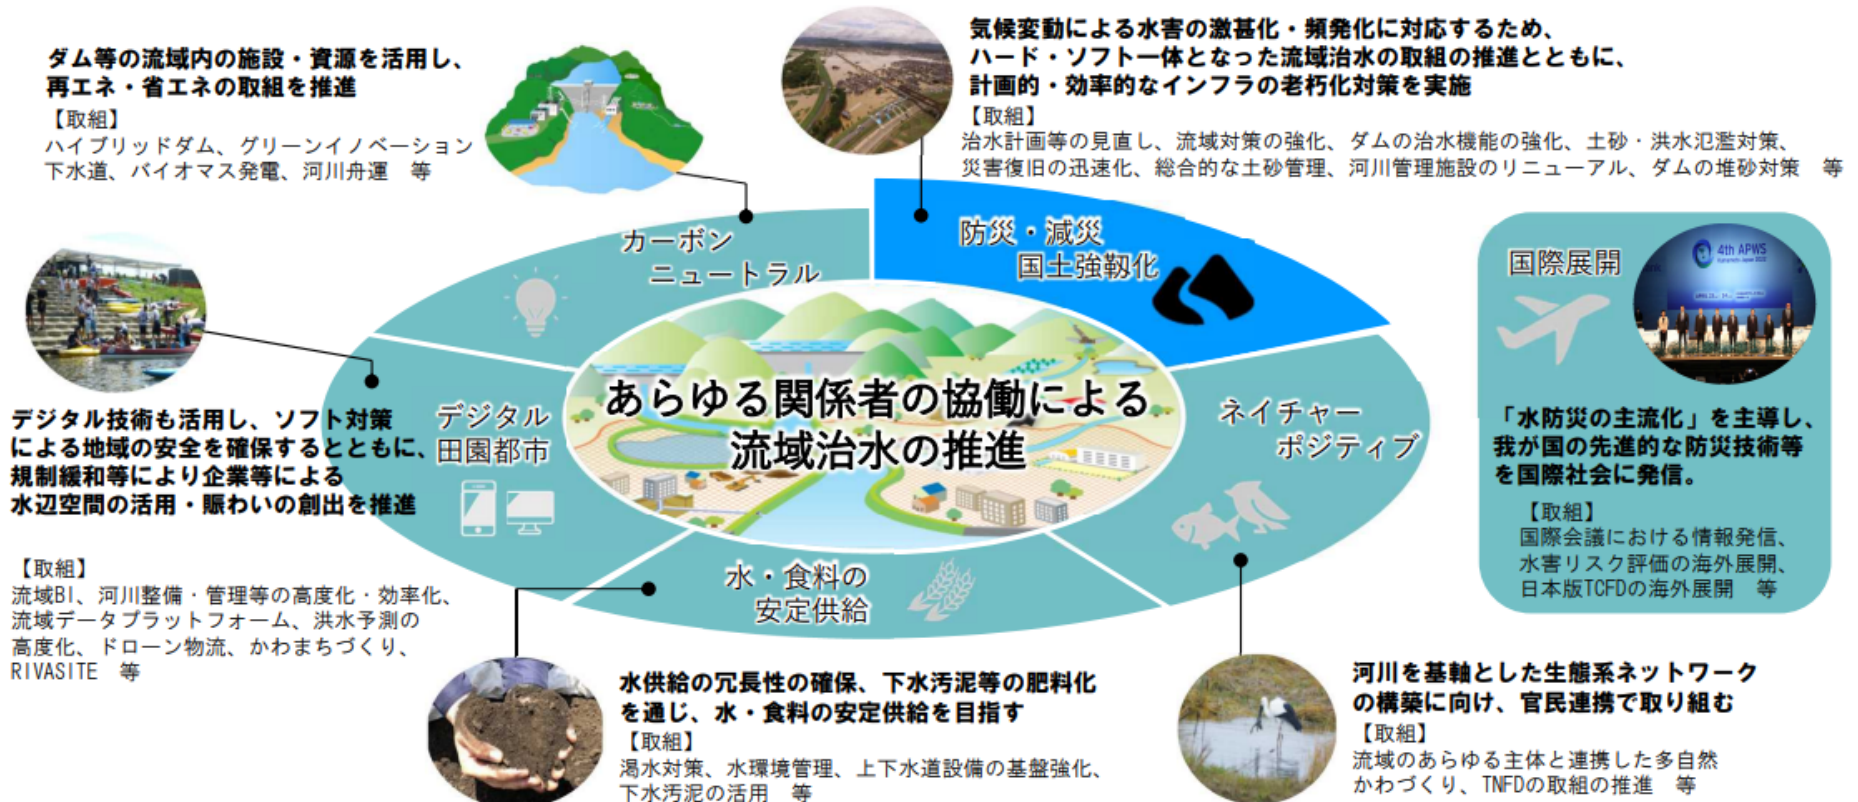 ダム等の流域内の施設・資源を活用し、
再エネ・省エネの取組を推進
【取組】
ハイブリッドダム、グリーンイノベーション
下水道、バイオマス発電、河川舟運　等
気候変動による水害の激甚化・頻発化に対応するため、
ハード・ソフト一体となった流域治水の取組の推進とともに、
計画的・効率的なインフラの老朽化対策を実施
【取組】
治水計画等の見直し、流域対策の強化、ダムの治水機能の強化、土砂・洪水氾濫対策、
災害復旧の迅速化、総合的な土砂管理、河川管理施設のリニューアル、ダムの堆砂対策　等
カーボン
ニュートラル
防災・減災
国土強靱化
国際展開
4th APWS
「水防災の主流化」を主導し、
我が国の先進的な防災技術等
を国際社会に発信。
【取組】
国際会議における情報発信、
水害リスク評価の海外展開、
日本版TCFDの海外展開　等
あらゆる関係者の協働による
流域治水の推進
デジタル
田園都市
ネイチャー
ポジティブ
水・食料の
安定供給
デジタル技術も活用し、ソフト対策
による地域の安全を確保するとともに、
規制緩和等により企業等による
水辺空間の活用・賑わいの創出を推進
【取組】
流域BI、河川整備・管理等の高度化・効率化、
流域データプラットフォーム、洪水予測の
高度化、ドローン物流、かわまちづくり、
RIVASITE　等
水供給の冗長性の確保、下水汚泥等の肥料化
を通じ、水・食料の安定供給を目指す
【取組】
渇水対策、水環境管理、上下水道設備の基盤強化、
下水汚泥の活用　等
河川を基軸とした生態系ネットワーク
の構築に向け、官民連携で取り組む
【取組】
流域のあらゆる主体と連携した多自然
かわづくり、TNFDの取組の推進　等